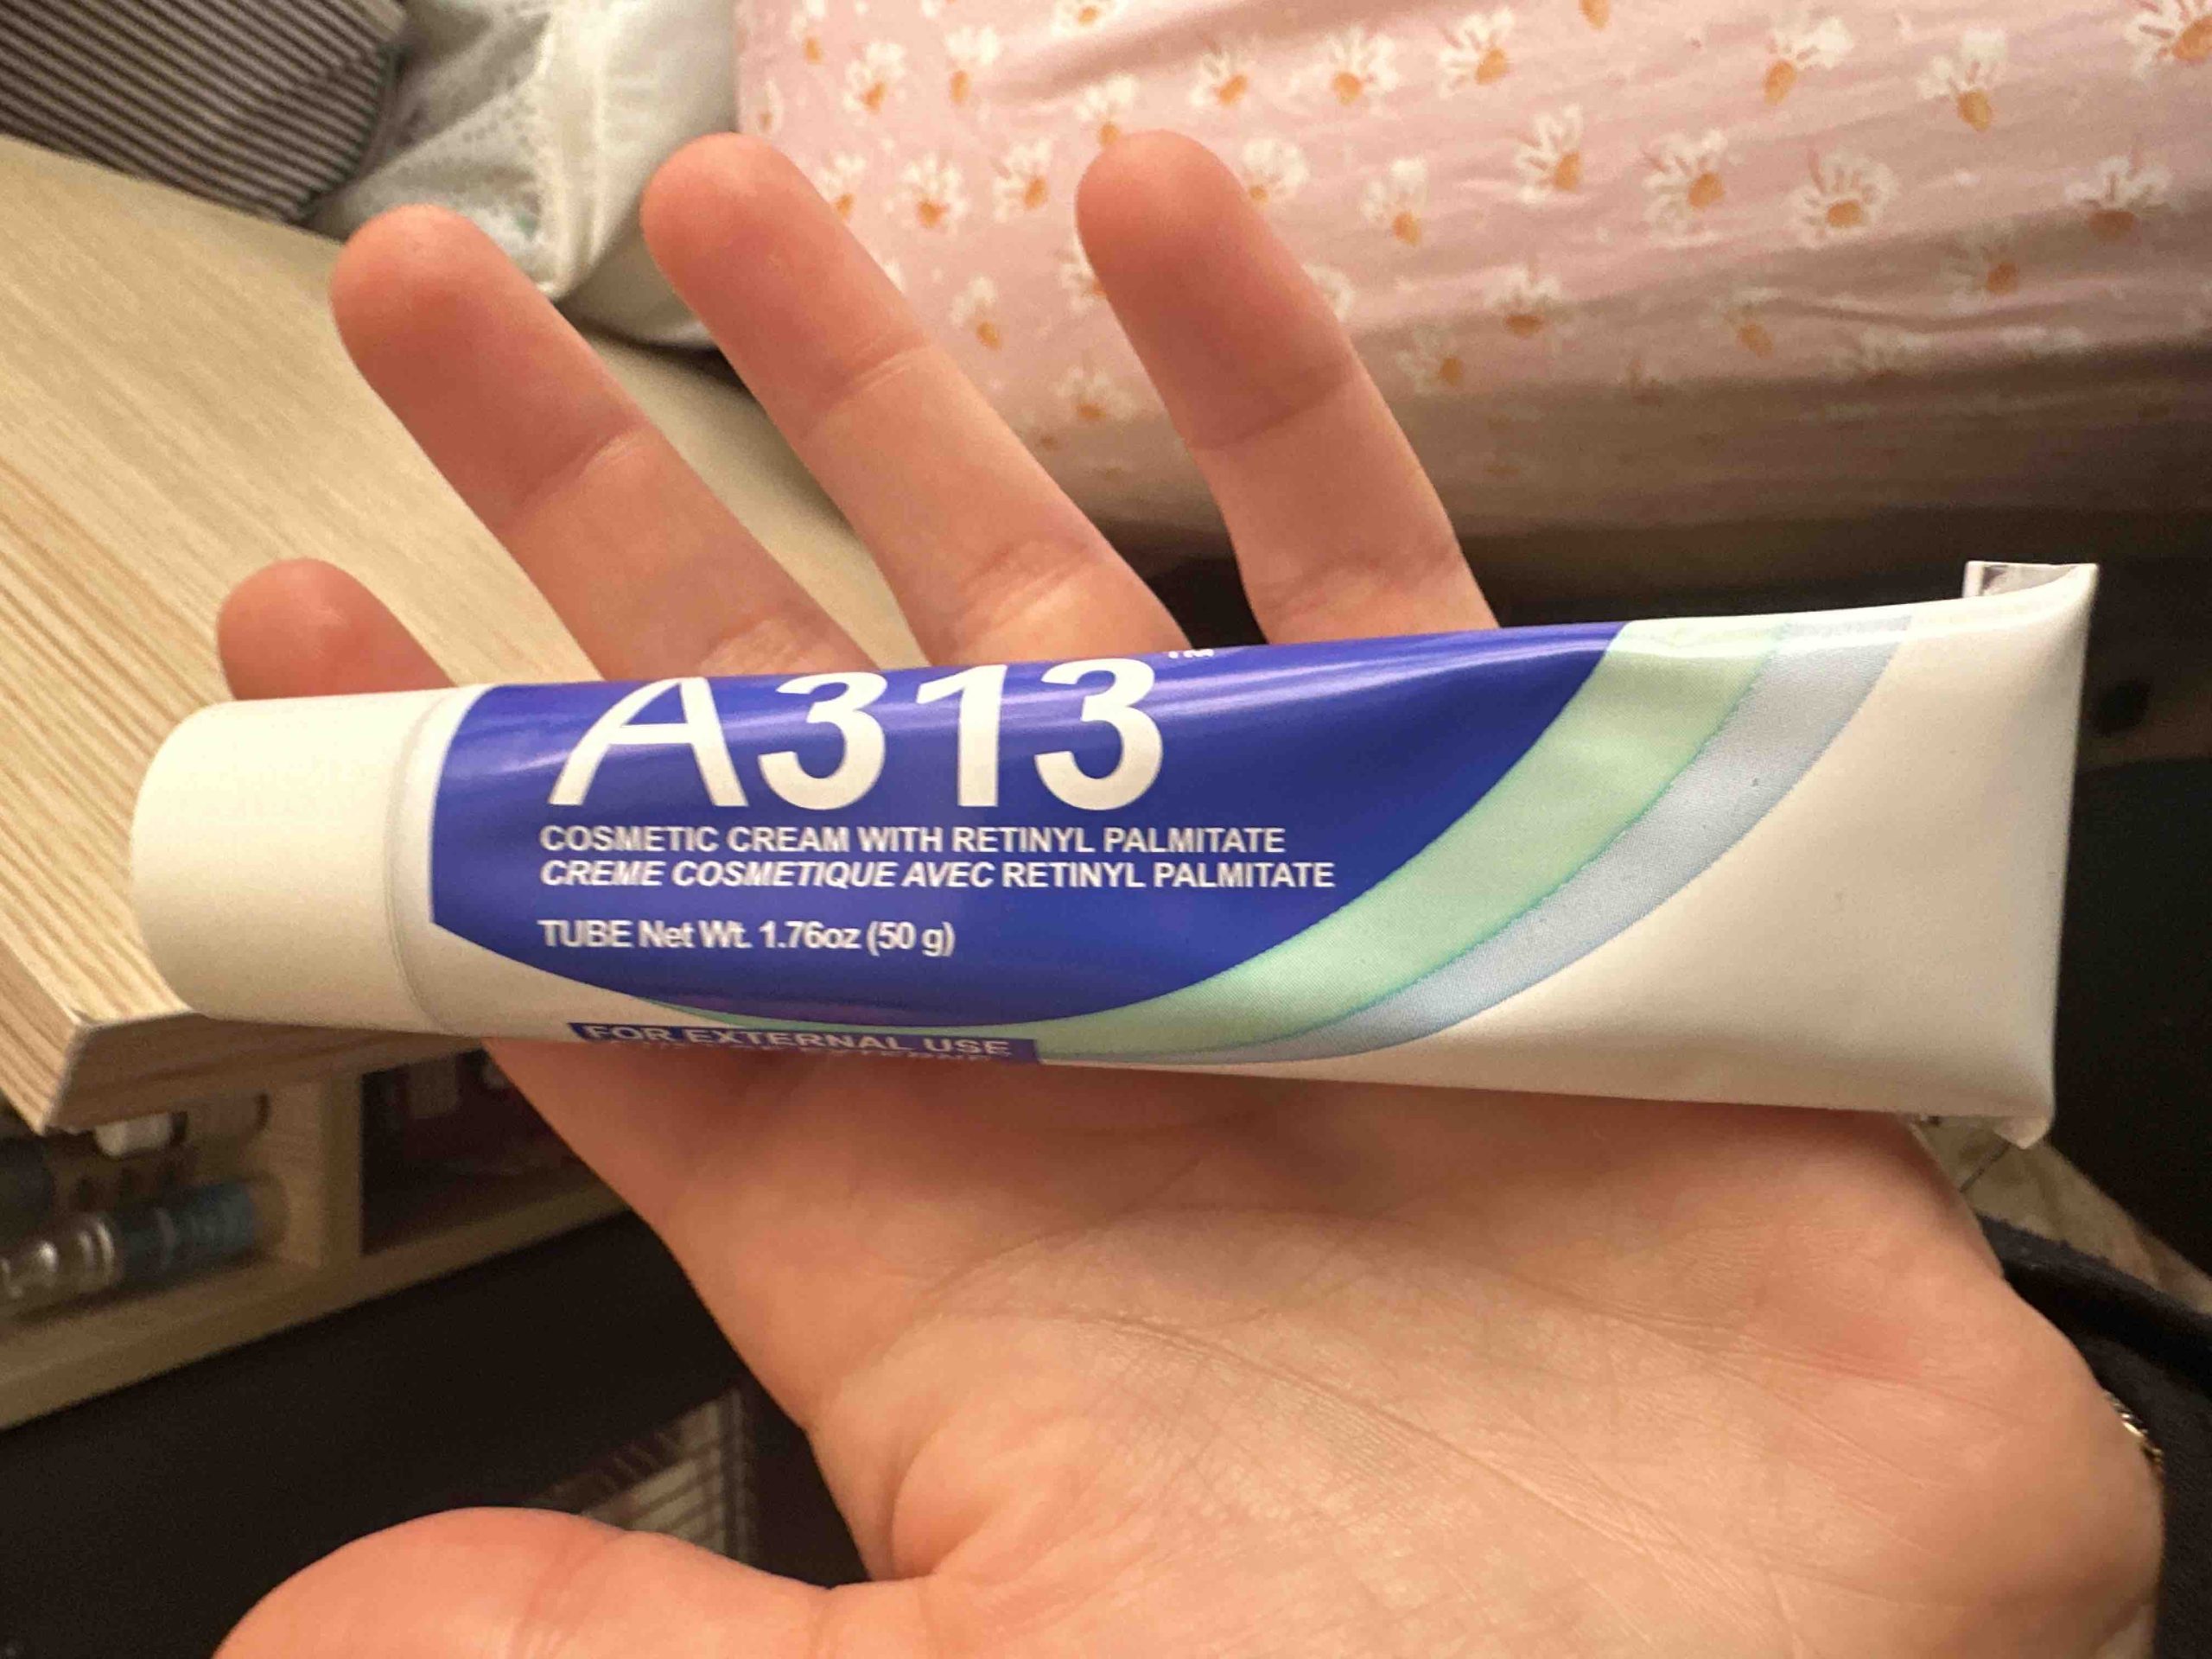 A313™
COSMETIC CREAM WITH RETINYL PALMITATE
CREME COSMETIQUE AVEC RETINYL PALMITATE
TUBE Net Wt. 1.76oz (50 g)
FOR EXTERNAL USE